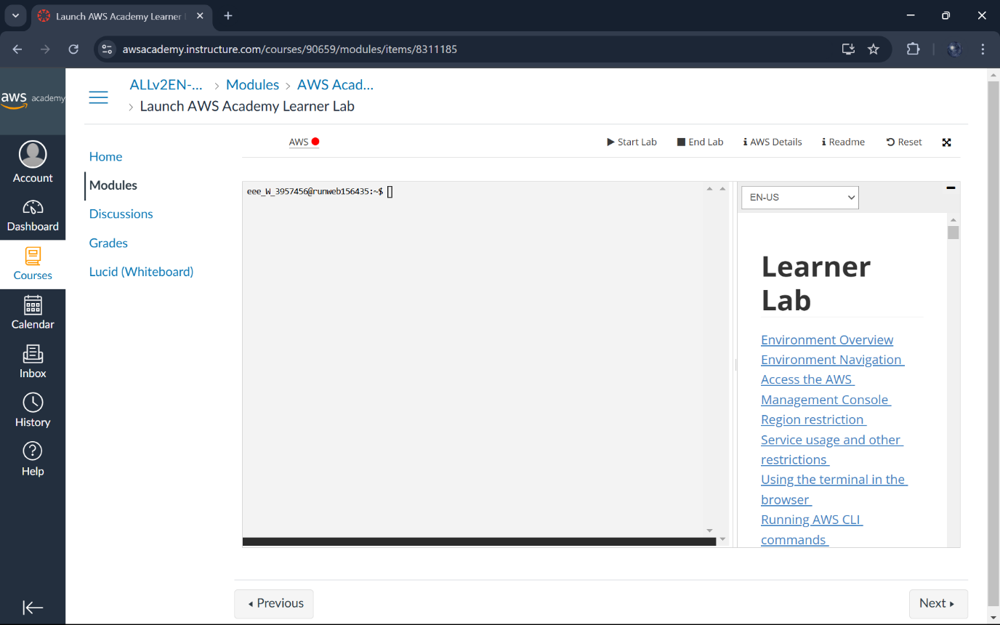 Launch AWS Academy Learner
awsacademy.instructure.com/courses/90659/modules/items/8311185
aws academy
Account
Dashboard
Courses
Calendar
Inbox
History
Help
ALLv2EN-... > Modules > AWS Acad...
> Launch AWS Academy Learner Lab
Home
Modules
Discussions
Grades
Lucid (Whiteboard)
AWS
Start Lab
End Lab
AWS Details
Readme
Reset
eee_W_3957456@runweb156435:~$
EN-US
Learner
Lab
Environment Overview
Environment Navigation
Access the AWS
Management Console
Region restriction
Service usage and other
restrictions
Using the terminal in the
browser
Running AWS CLI
commands
Previous
Next